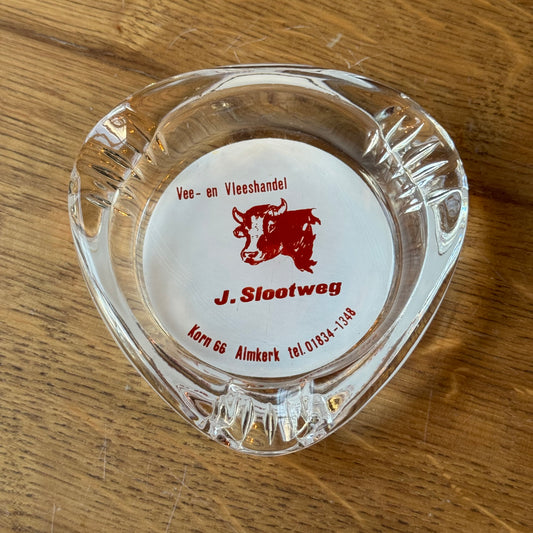 Vee- en Vleeshandel
J. Slootweg
Korn 66 Almkerk tel. 01834-1348